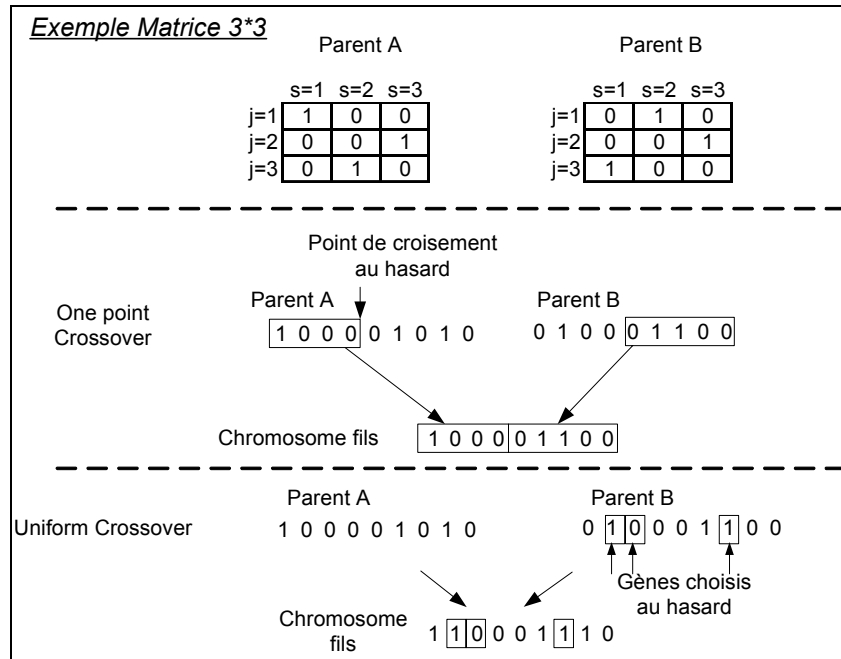 Exemple Matrice 3*3
Parent A Parent B
s=1 s=2 s=3 s=1 s=2 s=3
j=1 1 0 0 j=1 0 1 0
j=2 0 0 1 j=2 0 0 1
j=3 0 1 0 j=3 1 0 0
Point de croisement
au hasard
One point
Crossover
Parent A Parent B
1 0 0 0 0 1 0 1 0 0 1 0 0 0 1 1 0 0
Chromosome fils 1 0 0 0 0 1 1 0 0
Parent A Parent B
Uniform Crossover 1 0 0 0 0 1 0 1 0 0 1 0 0 0 1 1 0 0
Gènes choisis
au hasard
Chromosome
fils
1 1 0 0 0 1 1 1 0